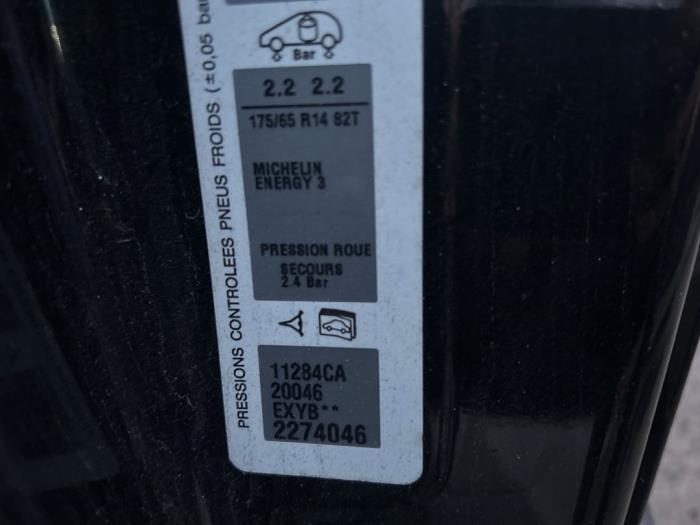 Bar
2.2 2.2
175/65 R14 82T
MICHELIN
ENERGY 3
PRESSION ROUE
SECOURS
2.4 Bar
11284CA
20046
EXYB**
2274046
PRESSIONS CONTROLEES PNEUS FROIDS (±0,05 bar